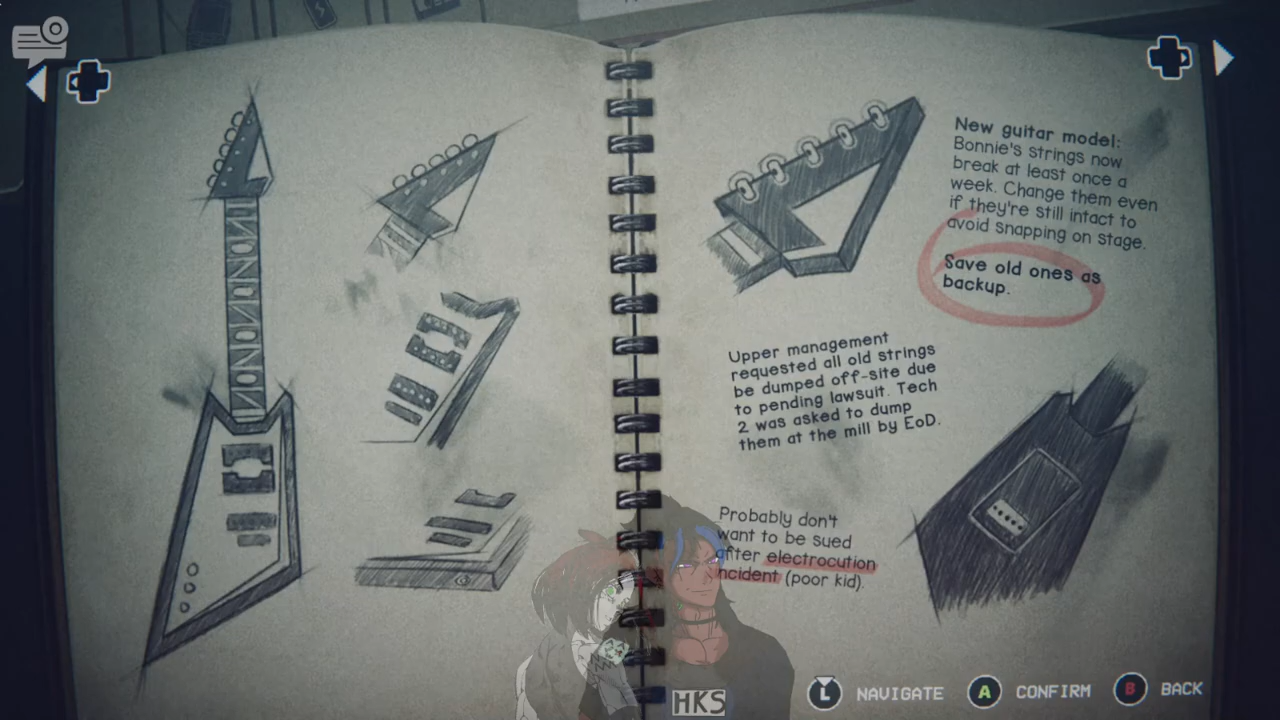 New guitar model:
Bonnie's strings now
break at least once a
week. Change them even
if they're still intact to
avoid snapping on stage.
Save old ones as
backup.
Upper management
requested all old strings
be dumped off-site due
to pending lawsuit. Tech
2 was asked to dump
them at the mill by EoD.
Probably don't
want to be sued
after electrocution
incident (poor kid).
HKS
L NAVIGATE A CONFIRM B BACK